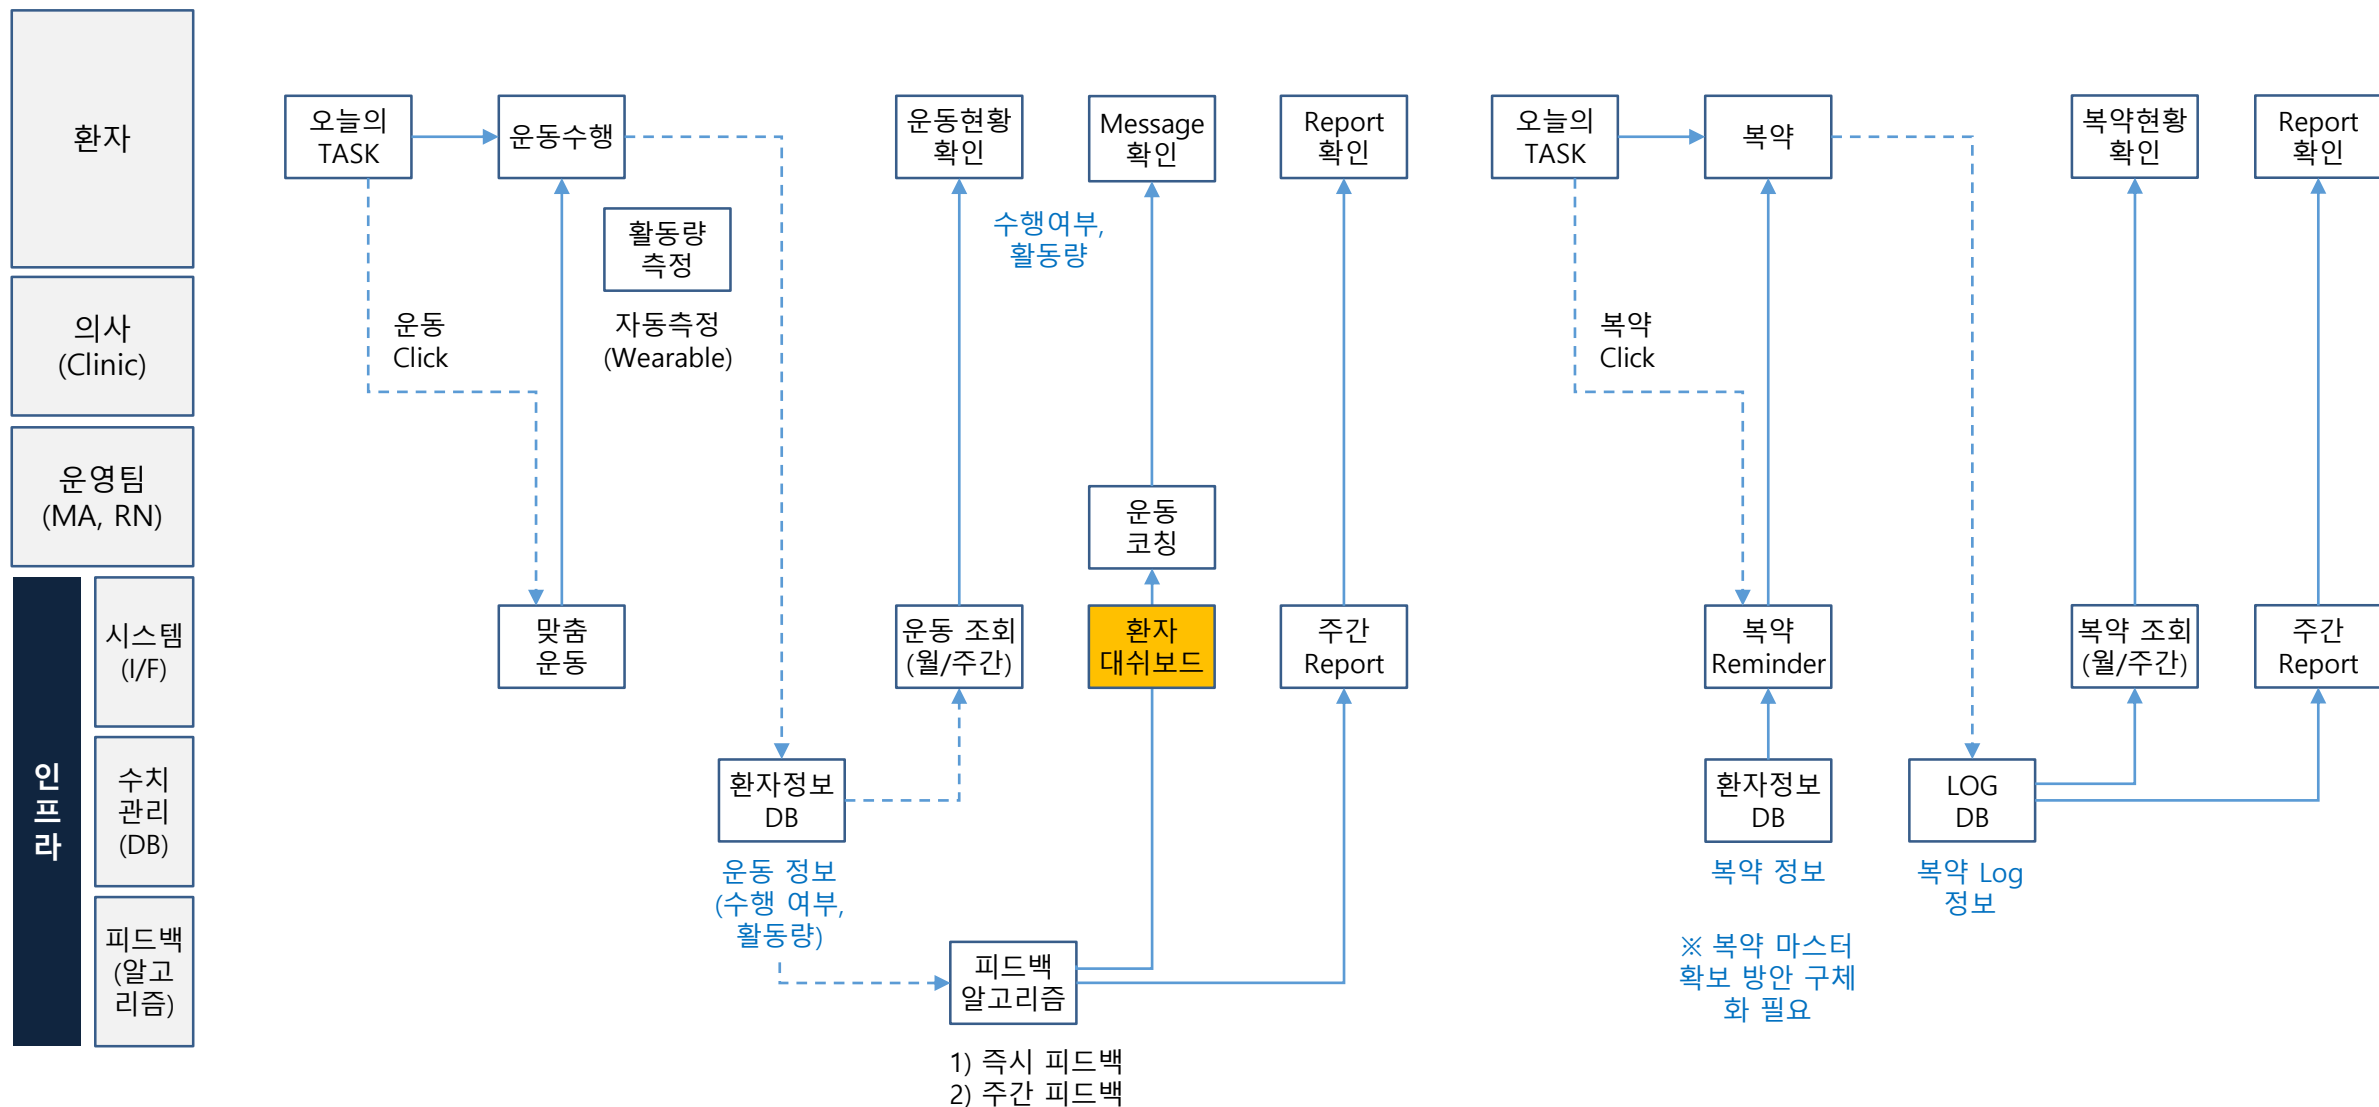 환자
의사
(Clinic)
운영팀
(MA, RN)
인
프
라
시스템
(I/F)
수치
관리
(DB)
피드백
(알고
리즘)
오늘의
TASK
운동수행
활동량
측정
자동측정
(Wearable)
운동
Click
맞춤
운동
환자정보
DB
운동 정보
(수행 여부,
활동량)
운동현황
확인
수행여부,
활동량
운동 조회
(월/주간)
피드백
알고리즘
1) 즉시 피드백
2) 주간 피드백
Message
확인
운동
코칭
환자
대쉬보드
Report
확인
주간
Report
오늘의
TASK
복약
복약
Click
복약
Reminder
환자정보
DB
복약 정보
※ 복약 마스터
확보 방안 구체
화 필요
LOG
DB
복약 Log
정보
복약현황
확인
복약 조회
(월/주간)
Report
확인
주간
Report